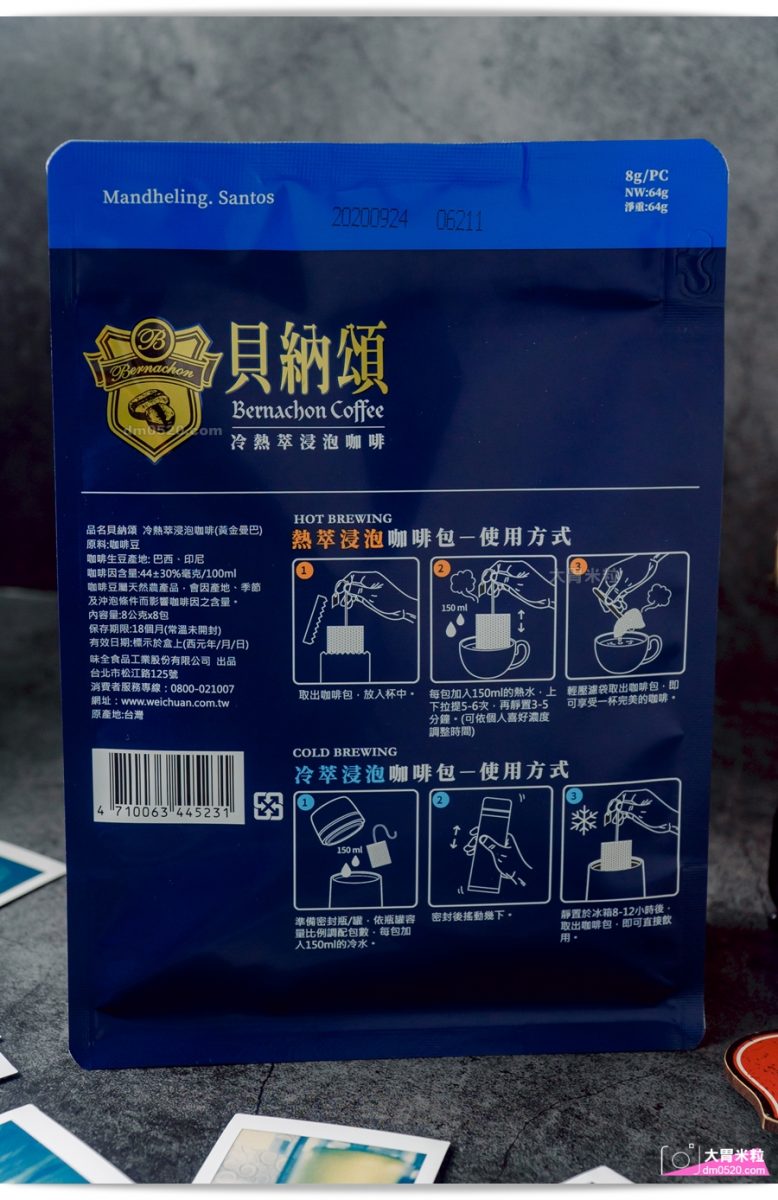 Mandheling. Santos
8g/PC
NW:64g
淨重:64g
20200924 06211
B
Bernachon
貝納頌
Bernachon Coffee
dm0520.com
冷熱萃浸泡咖啡
品名貝納頌 冷熱萃浸泡咖啡(黃金曼巴)
原料:咖啡豆
咖啡生豆產地: 巴西、印尼
咖啡因含量:44±30%毫克/100ml
咖啡豆屬天然農產品，會因產地、季節
及沖泡條件而影響咖啡因之含量。
內容量:8公克x8包
保存期限:18個月(常溫未開封)
有效日期:標示於盒上(西元年/月/日)
味全食品工業股份有限公司 出品
台北市松江路125號
消費者服務專線：0800-021007
網址：www.weichuan.com.tw
原產地:台灣
4 710063 445231
HOT BREWING
熱萃浸泡咖啡包－使用方式
大胃米粒
1
2
150 ml
3
取出咖啡包，放入杯中。
每包加入150ml的熱水，上
下拉提5-6次，再靜置3-5
分鐘。(可依個人喜好濃度
調整時間)
輕壓濾袋取出咖啡包，即
可享受一杯完美的咖啡。
COLD BREWING
冷萃浸泡咖啡包－使用方式
1
150 ml
2
3
準備密封瓶/罐，依瓶罐容
量比例調配包數，每包加
入150ml的冷水。
密封後搖動幾下。
靜置於冰箱8-12小時後，
取出咖啡包，即可直接飲
用。
大胃米粒
dm0520.com